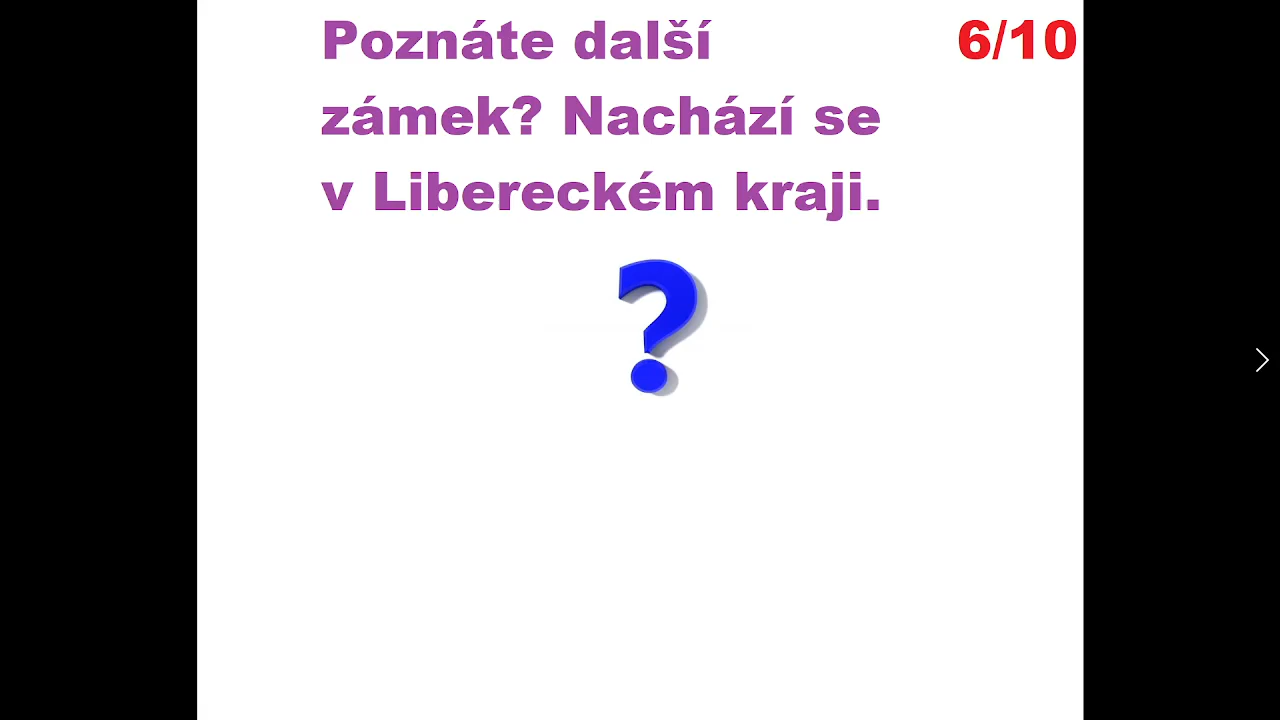 Poznáte další
6/10
zámek? Nachází se
v Libereckém kraji.
?